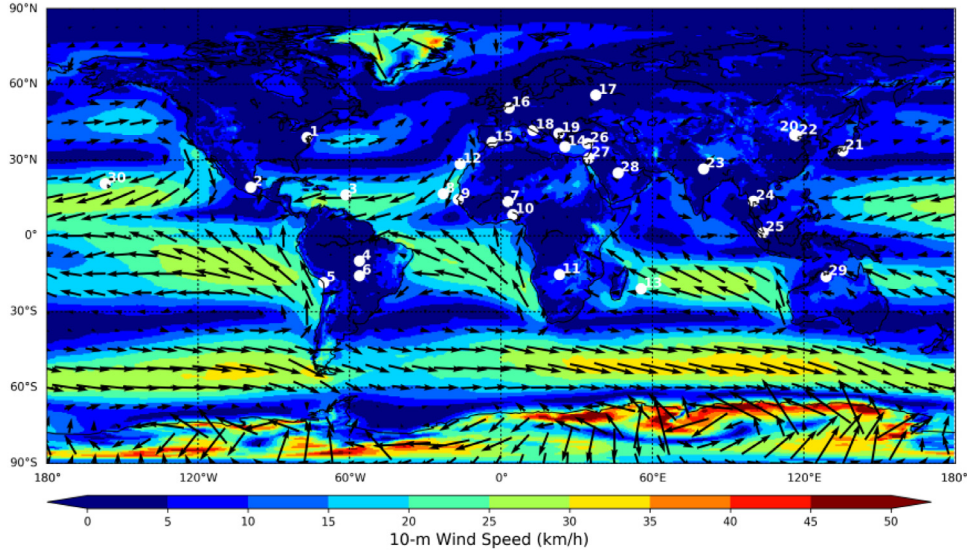 90°N
60°N
30°N
0°
30°S
60°S
90°S
17
16
18 19 26 20 22
1 15 14 27 21
12 28 23
30 2 3 8 9 7 24
10 25
4
5 6 11 13 29
180° 120°W 60°W 0° 60°E 120°E 180°
0 5 10 15 20 25 30 35 40 45 50
10-m Wind Speed (km/h)